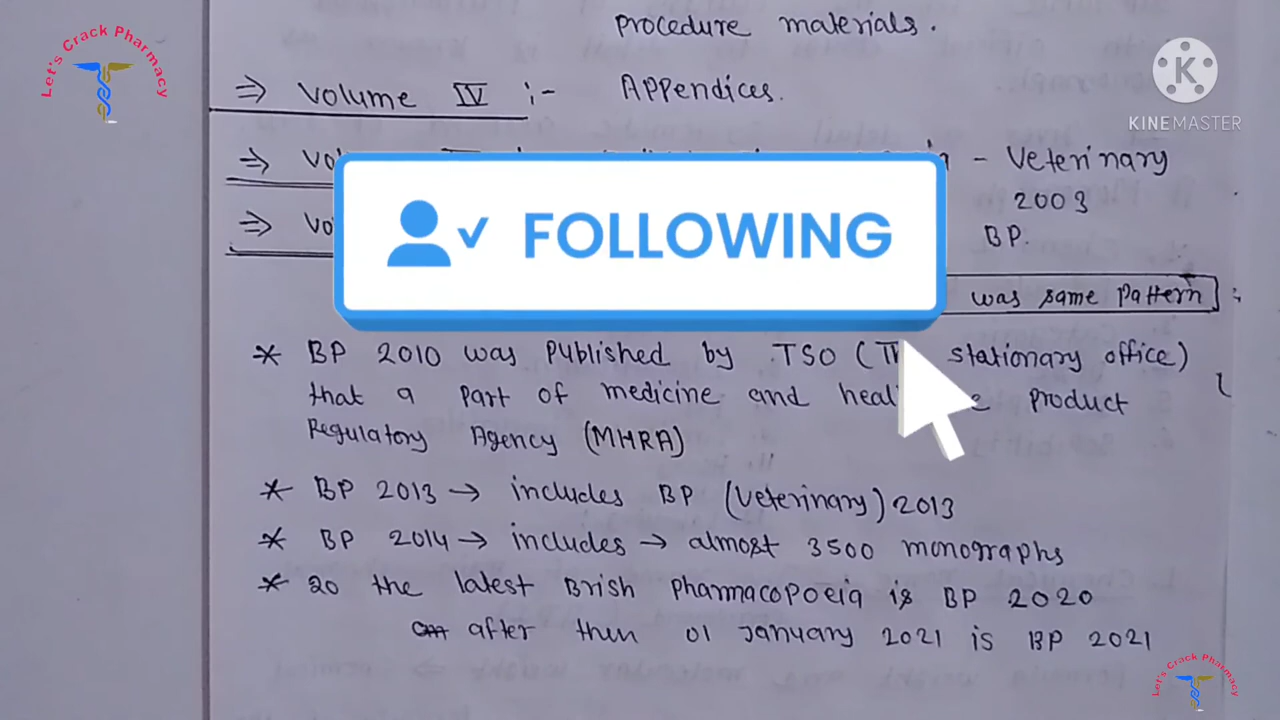 Let's Crack Pharmacy
KINEMASTER
procedure materials.
⇒ Volume IV :- Appendices.
⇒ - Veterinary
2003
⇒ BP.
FOLLOWING
was same pattern
* BP 2010 was published by TSO ( stationary office)
that a part of medicine and product
Regulatory Agency (MHRA)
* BP 2013 → includes BP (veterinary) 2013
* BP 2014 → includes → almost 3500 monographs
* 20 the latest Brish pharmacopoeia is BP 2020
after then 01 January 2021 is BP 2021
Let's Crack Pharmacy